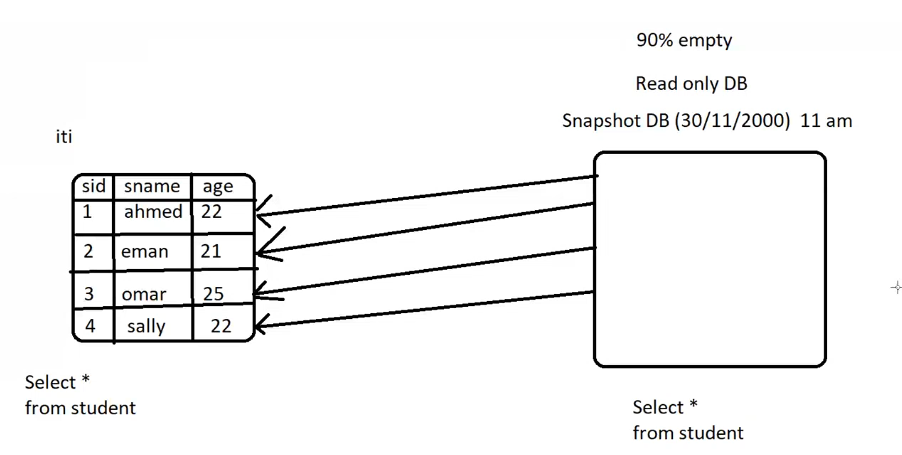 90% empty
Read only DB
Snapshot DB (30/11/2000) 11 am
iti
sid sname age
1 ahmed 22
2 eman 21
3 omar 25
4 sally 22
Select *
from student
Select *
from student